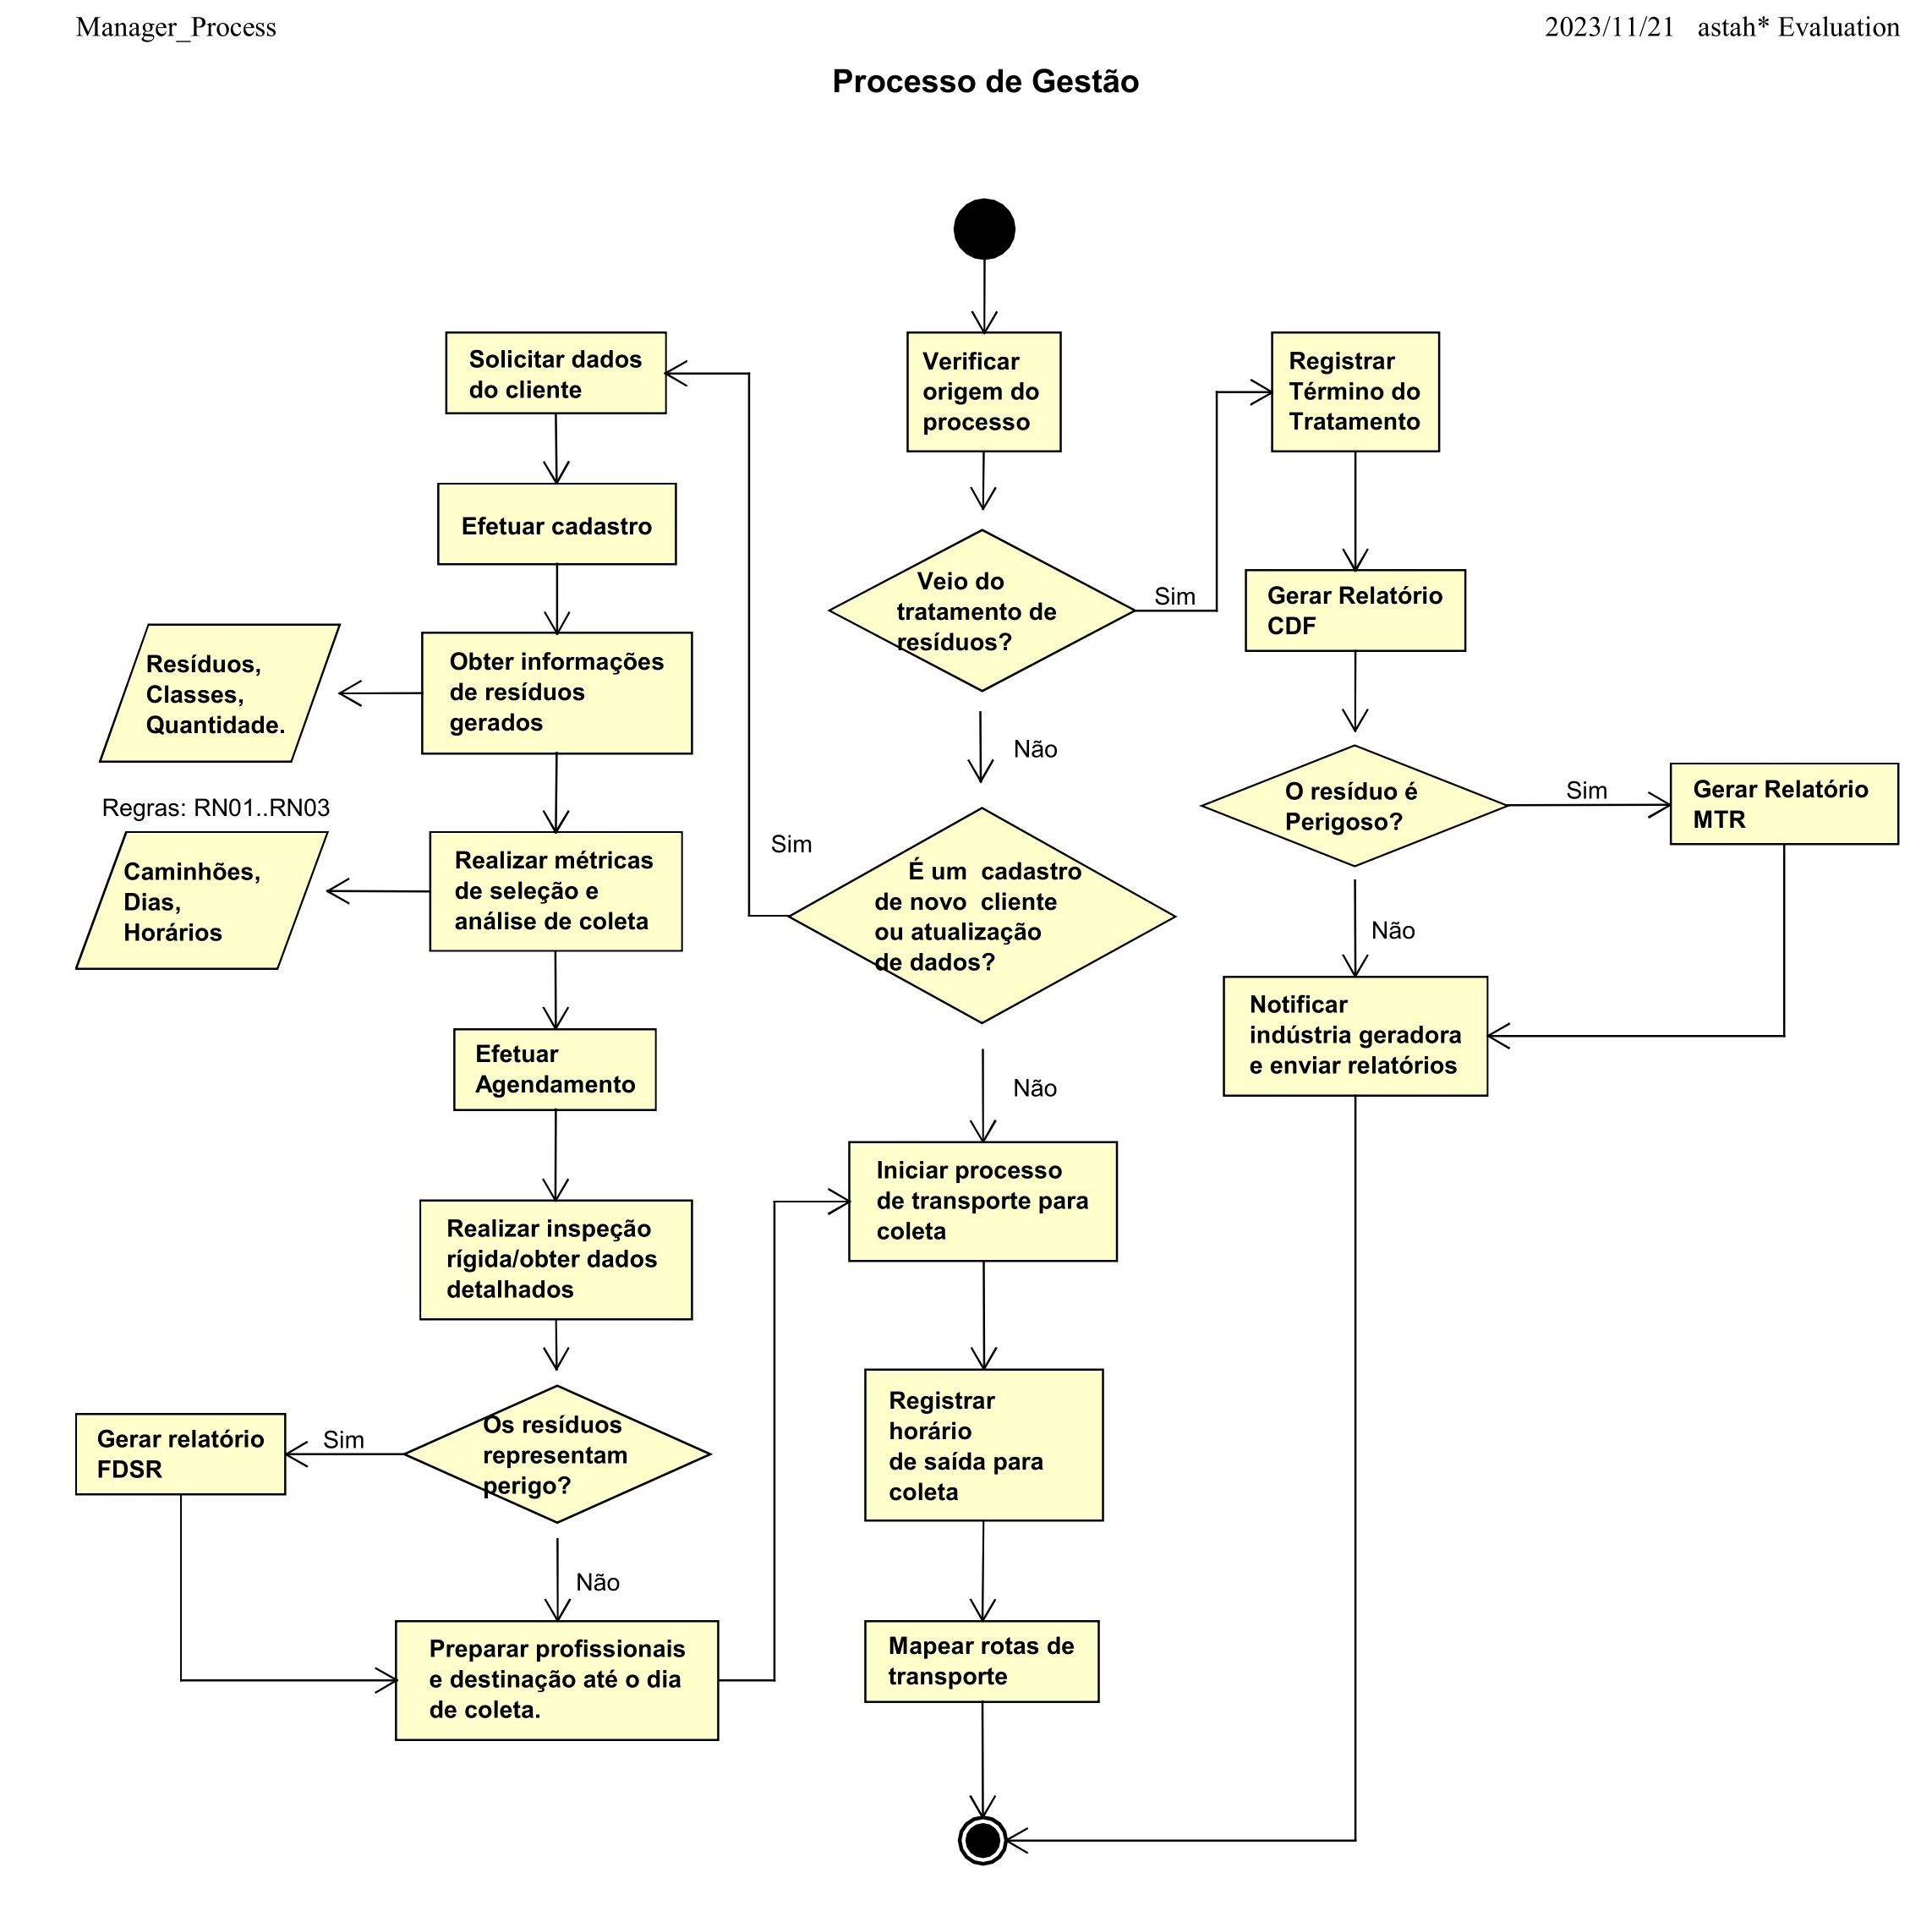 Manager_Process
2023/11/21   astah* Evaluation
Processo de Gestão
Solicitar dados
do cliente
Verificar
origem do
processo
Registrar
Término do
Tratamento
Efetuar cadastro
Veio do
tratamento de
resíduos?
Sim
Gerar Relatório
CDF
Resíduos,
Classes,
Quantidade.
Obter informações
de resíduos
gerados
Não
O resíduo é
Perigoso?
Sim
Gerar Relatório
MTR
Regras: RN01..RN03
Caminhões,
Dias,
Horários
Realizar métricas
de seleção e
análise de coleta
Sim
É um  cadastro
de novo  cliente
ou atualização
de dados?
Não
Notificar
indústria geradora
e enviar relatórios
Efetuar
Agendamento
Não
Iniciar processo
de transporte para
coleta
Realizar inspeção
rígida/obter dados
detalhados
Gerar relatório
FDSR
Sim
Os resíduos
representam
perigo?
Registrar
horário
de saída para
coleta
Não
Preparar profissionais
e destinação até o dia
de coleta.
Mapear rotas de
transporte